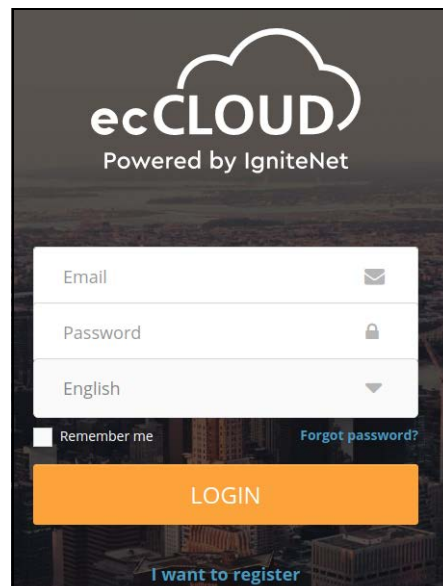 ecCLOUD
Powered by IgniteNet
Email
Password
English
Remember me
Forgot password?
LOGIN
I want to register